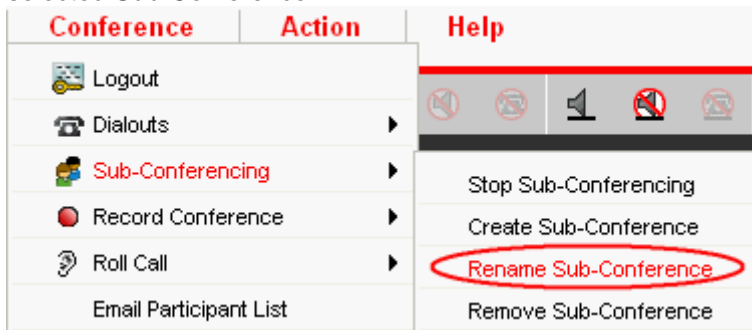 Conference Action Help
Logout
Dialouts
Sub-Conferencing
Record Conference
Roll Call
Email Participant List
Stop Sub-Conferencing
Create Sub-Conference
Rename Sub-Conference
Remove Sub-Conference